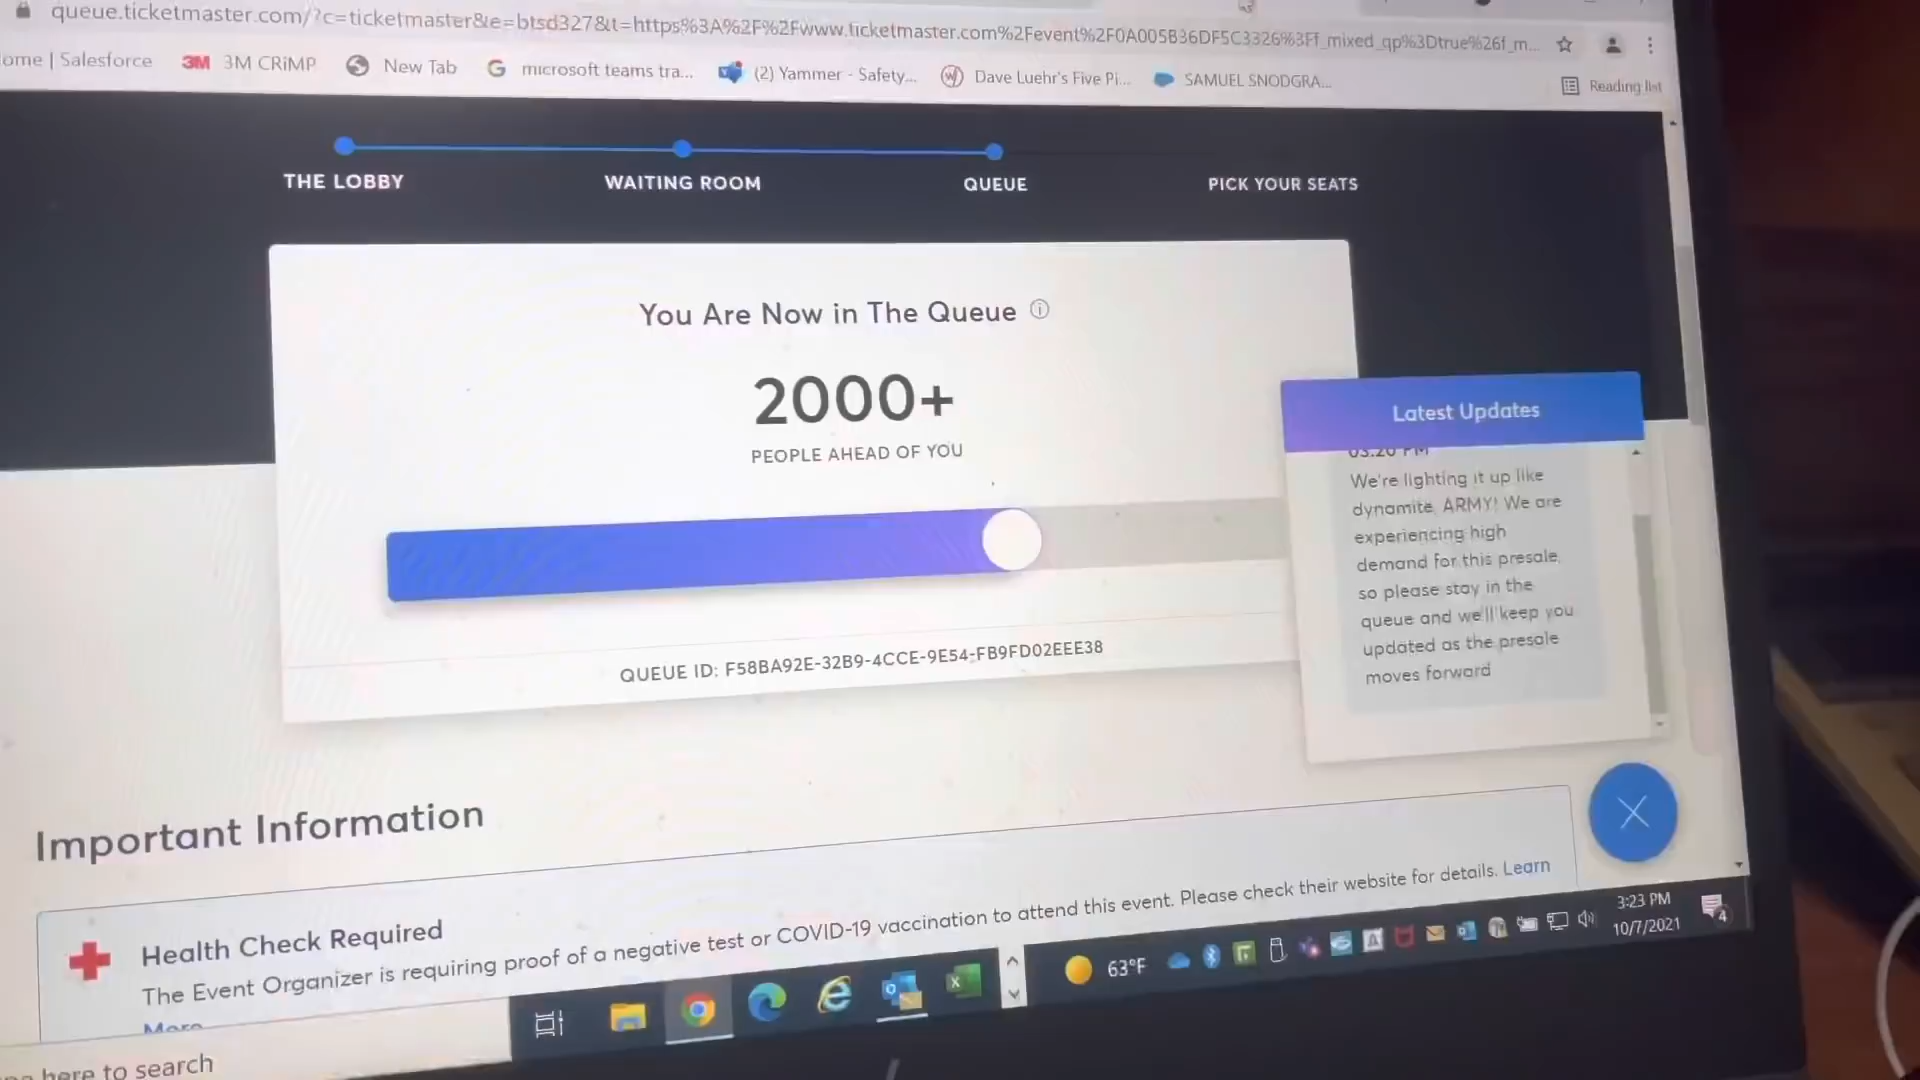 queue.ticketmaster.com/?c=ticketmaster&e=btsd327&t=https%3A%2F%2Fwww.ticketmaster.com%2Fevent%2F0A005B36DF5C3326%3Ff_mixed_qp%3Dtrue%26f_m...
ome | Salesforce 3M 3M CRiMP New Tab microsoft teams tra... (2) Yammer - Safety... Dave Luehr's Five Pi... SAMUEL SNODGRA... Reading list
THE LOBBY WAITING ROOM QUEUE PICK YOUR SEATS
You Are Now in The Queue
2000+
PEOPLE AHEAD OF YOU
QUEUE ID: F58BA92E-32B9-4CCE-9E54-FB9FD02EEE38
Latest Updates
03:20 PM
We're lighting it up like
dynamite, ARMY! We are
experiencing high
demand for this presale,
so please stay in the
queue and we'll keep you
updated as the presale
moves forward
Important Information
Health Check Required
The Event Organizer is requiring proof of a negative test or COVID-19 vaccination to attend this event. Please check their website for details. Learn
More
here to search
63°F
3:23 PM
10/7/2021
4